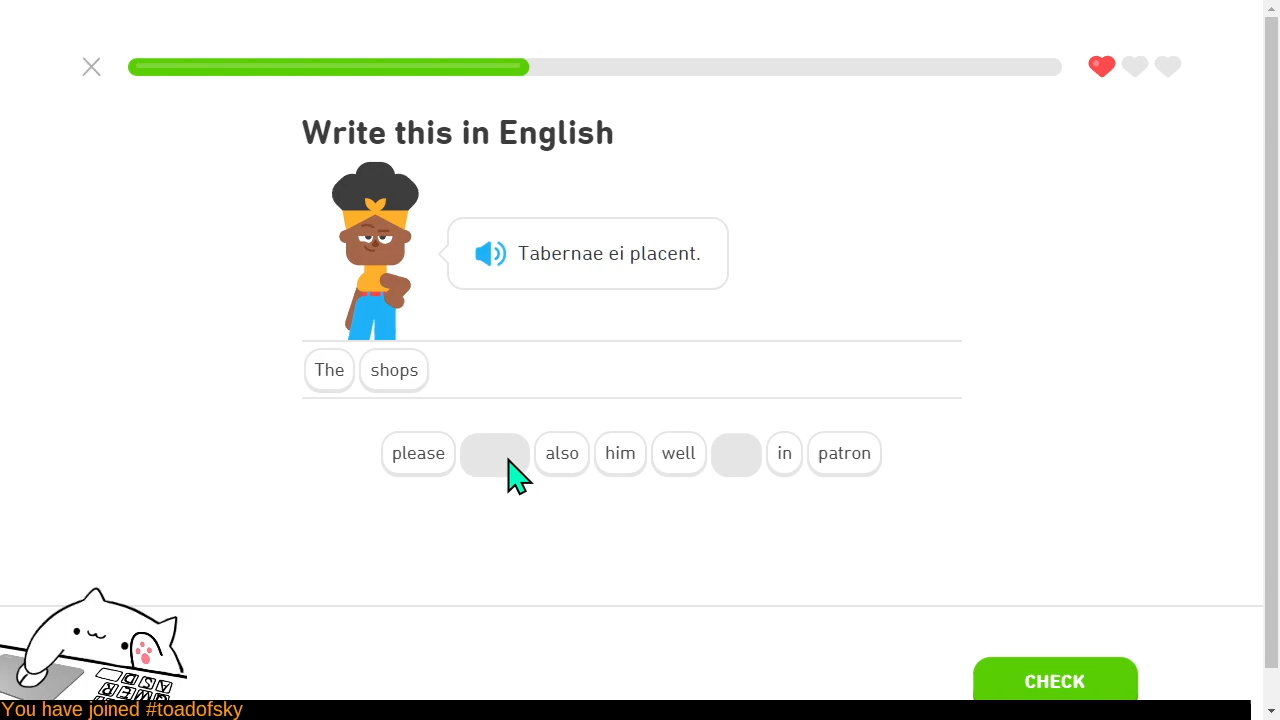 Write this in English
Tabernae ei placent.
The shops
please also him well in patron
CHECK
You have joined #toadofsky